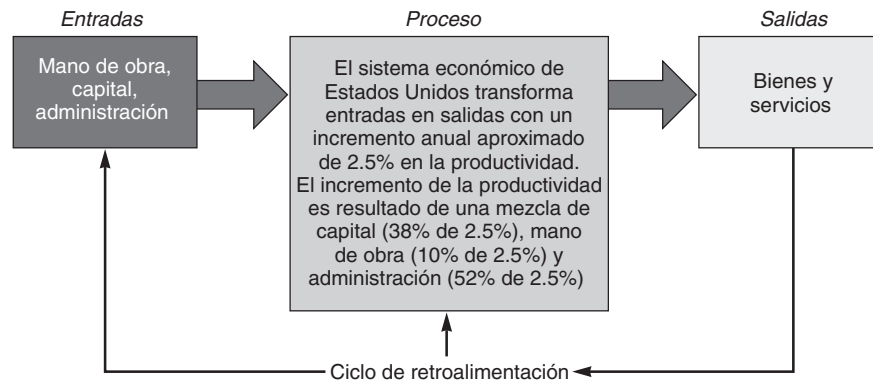 Entradas
Proceso
Salidas
Mano de obra,
capital,
administración
El sistema económico de
Estados Unidos transforma
entradas en salidas con un
incremento anual aproximado
de 2.5% en la productividad.
El incremento de la productividad
es resultado de una mezcla de
capital (38% de 2.5%), mano
de obra (10% de 2.5%) y
administración (52% de 2.5%)
Bienes y
servicios
Ciclo de retroalimentación